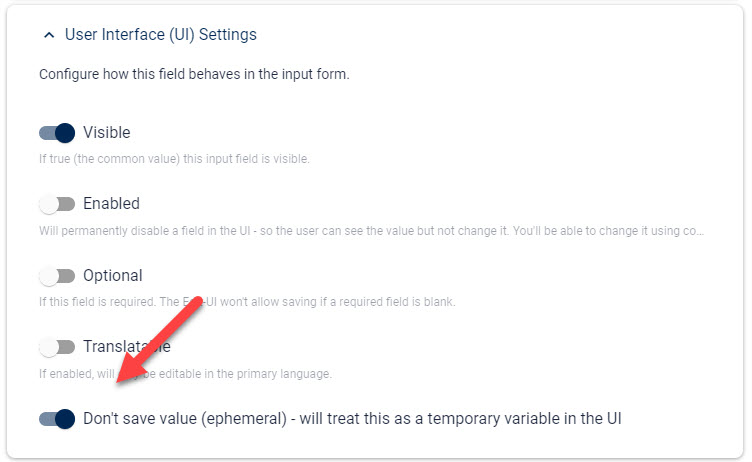 User Interface (UI) Settings
Configure how this field behaves in the input form.
Visible
If true (the common value) this input field is visible.
Enabled
Will permanently disable a field in the UI - so the user can see the value but not change it. You'll be able to change it using co...
Optional
If this field is required. The -UI won't allow saving if a required field is blank.
Translatable
If enabled, will be editable in the primary language.
Don't save value (ephemeral) - will treat this as a temporary variable in the UI